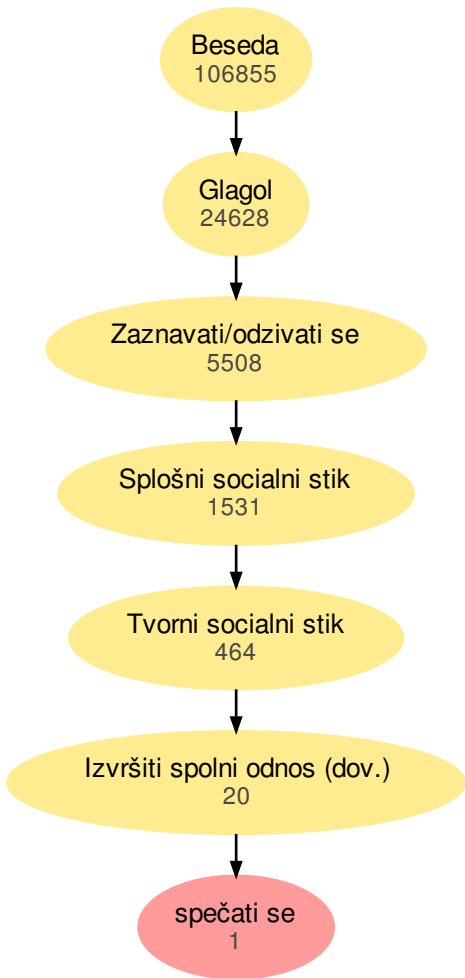 Beseda
106855
Glagol
24628
Zaznavati/odzivati se
5508
Splošni socialni stik
1531
Tvorni socialni stik
464
Izvršiti spolni odnos (dov.)
20
spečati se
1